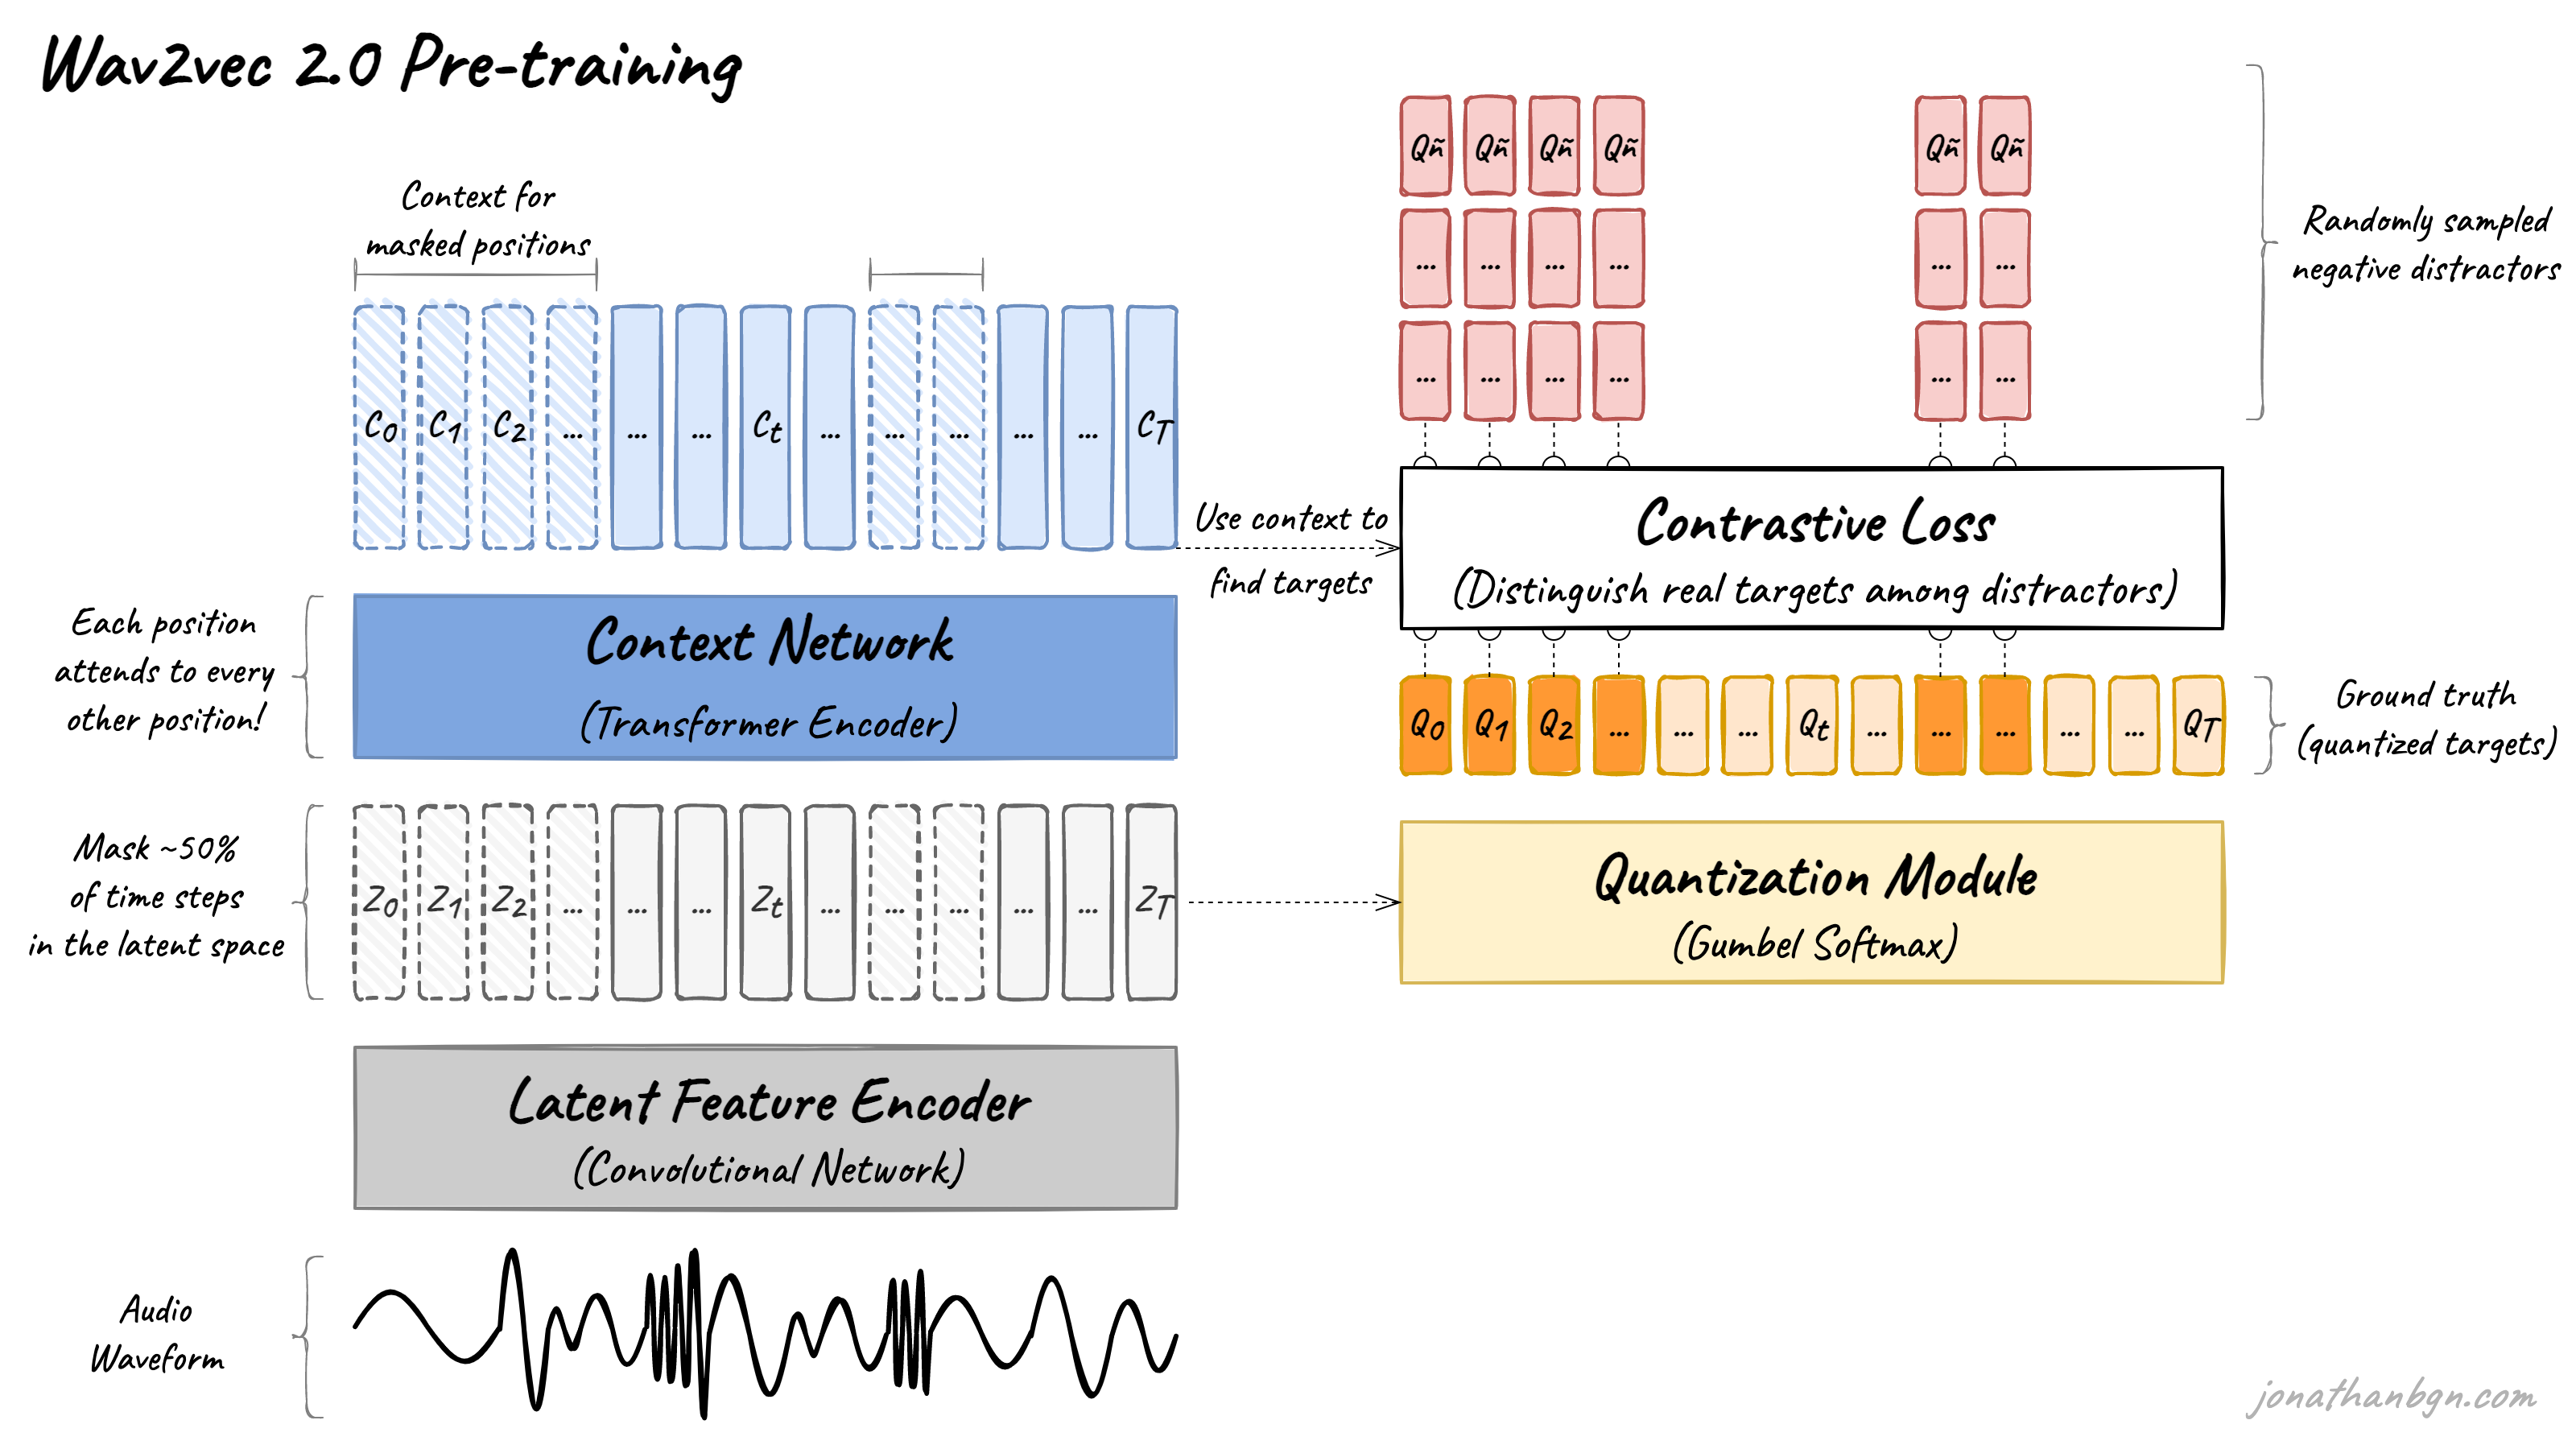 Wav2vec 2.0 Pre-training
Context for
masked positions
C0 C1 C2 ... ... ... Ct ... ... ... ... ... CT
Each position
attends to every
other position!
Context Network
(Transformer Encoder)
Mask ~50%
of time steps
in the latent space
Z0 Z1 Z2 ... ... ... Zt ... ... ... ... ... ZT
Latent Feature Encoder
(Convolutional Network)
Audio
Waveform
Use context to
find targets
Qñ Qñ Qñ Qñ Qñ Qñ
... ... ... ... ... ...
... ... ... ... ... ...
Randomly sampled
negative distractors
Contrastive Loss
(Distinguish real targets among distractors)
Q0 Q1 Q2 ... ... ... Qt ... ... ... ... ... QT
Ground truth
(quantized targets)
Quantization Module
(Gumbel Softmax)
jonathanbgn.com